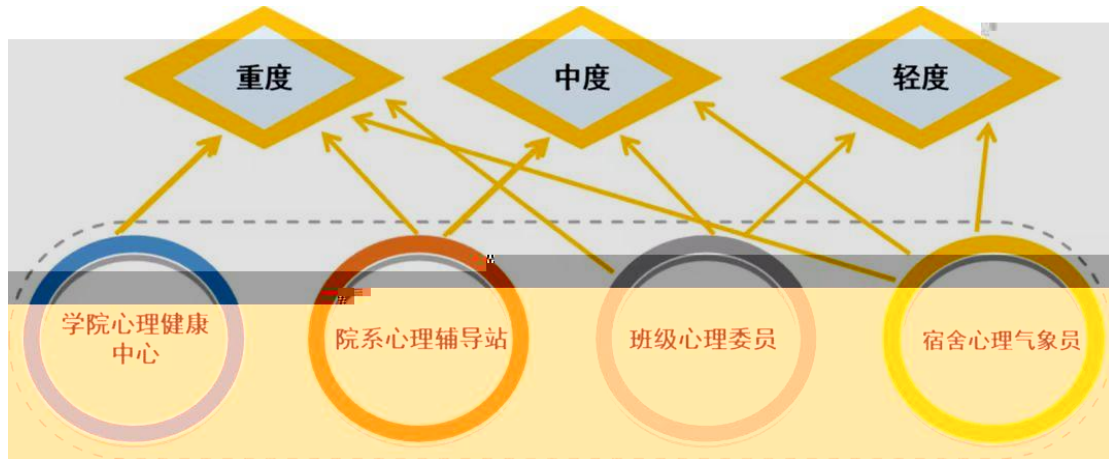 重度
中度
轻度
学院心理健康
中心
院系心理辅导站
班级心理委员
宿舍心理气象员